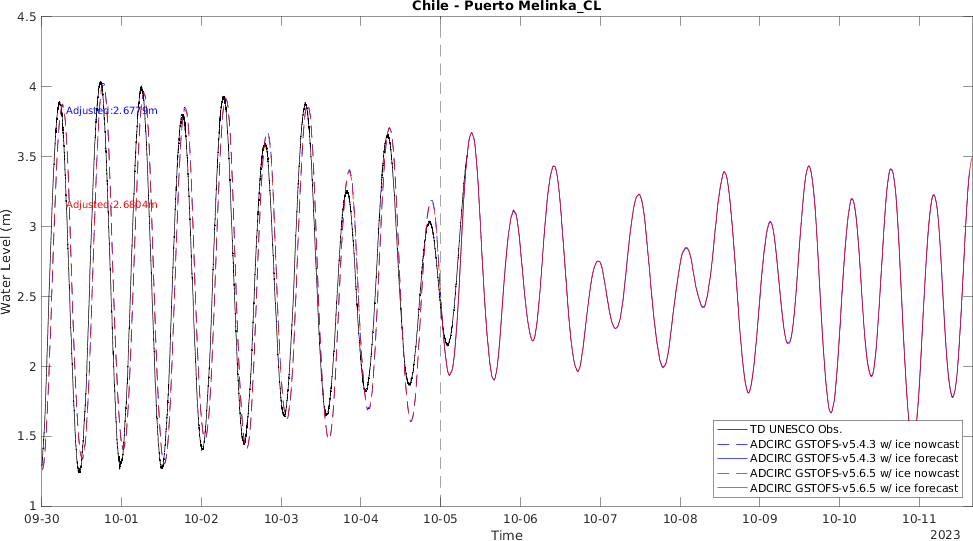 Chile - Puerto Melinka_CL
4.5
4
3.5
3
2.5
2
1.5
1
Water Level (m)
Adjusted:2.6779m
Adjusted:2.6804m
TD UNESCO Obs.
ADCIRC GSTOFS-v5.4.3 w/ ice nowcast
ADCIRC GSTOFS-v5.4.3 w/ ice forecast
ADCIRC GSTOFS-v5.6.5 w/ ice nowcast
ADCIRC GSTOFS-v5.6.5 w/ ice forecast
09-30 10-01 10-02 10-03 10-04 10-05 10-06 10-07 10-08 10-09 10-10 10-11
Time
2023